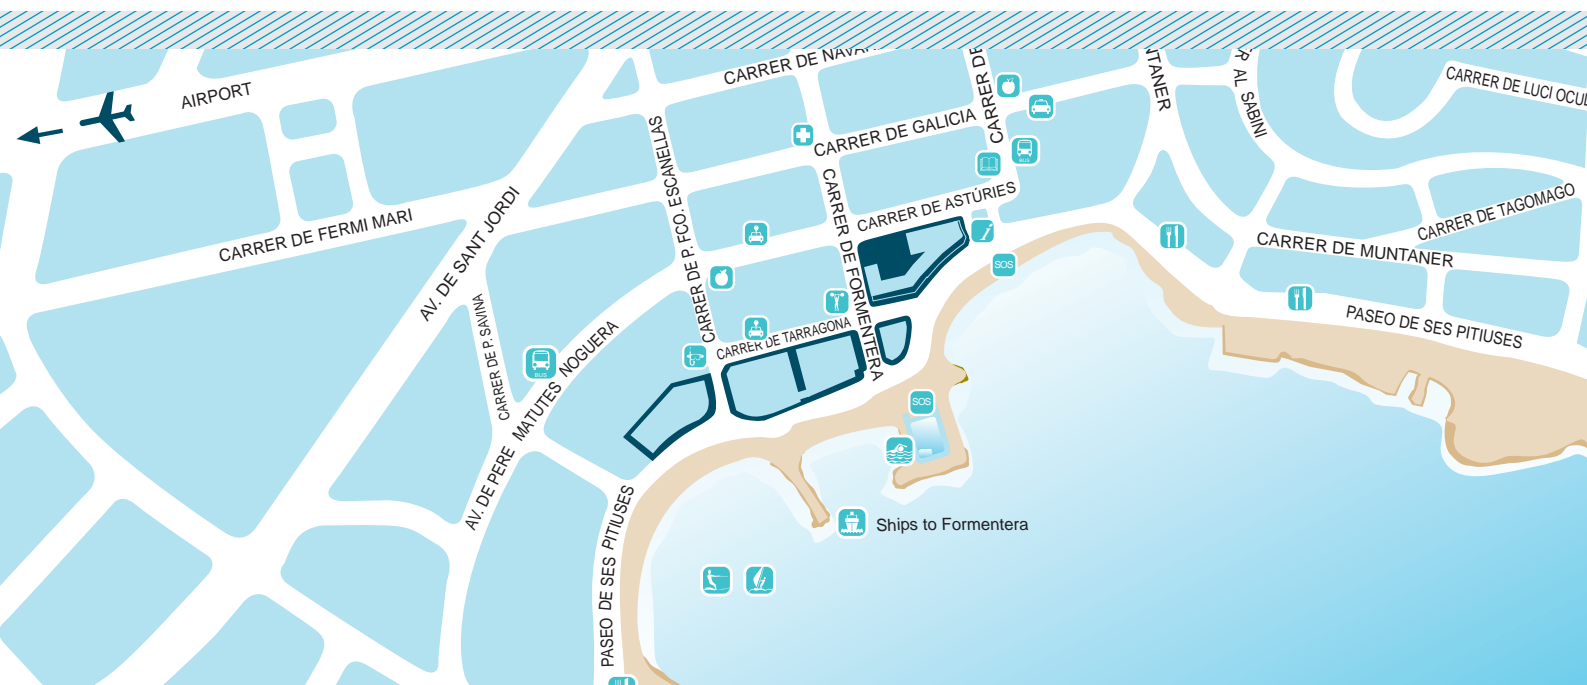 CARRER DE
CARRER AL SABINI
CARRER DE LUCI OCUL
AIRPORT
CARRER DE GALICIA
CARRER DE P. FCO. ESCANELLAS
BUS
CARRER DE ASTÚRIES
CARRER DE TAGOMAGO
CARRER DE FERMI MARI
AV. DE SANT JORDI
CARRER DE FORMENTERA
i
CARRER DE MUNTANER
SOS
CARRER DE P. SAVINA
CARRER DE TARRAGONA
PASEO DE SES PITIUSES
BUS
AV. DE PERE MATUTES NOGUERA
SOS
PASEO DE SES PITIUSES
Ships to Formentera